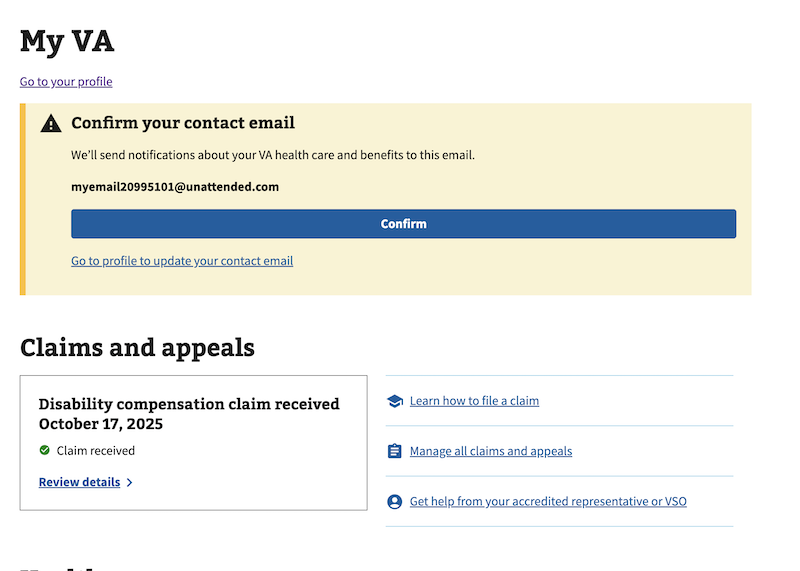 My VA
Go to your profile
Confirm your contact email
We’ll send notifications about your VA health care and benefits to this email.
myemail20995101@unattended.com
Confirm
Go to profile to update your contact email
Claims and appeals
Disability compensation claim received
October 17, 2025
Claim received
Review details
Learn how to file a claim
Manage all claims and appeals
Get help from your accredited representative or VSO